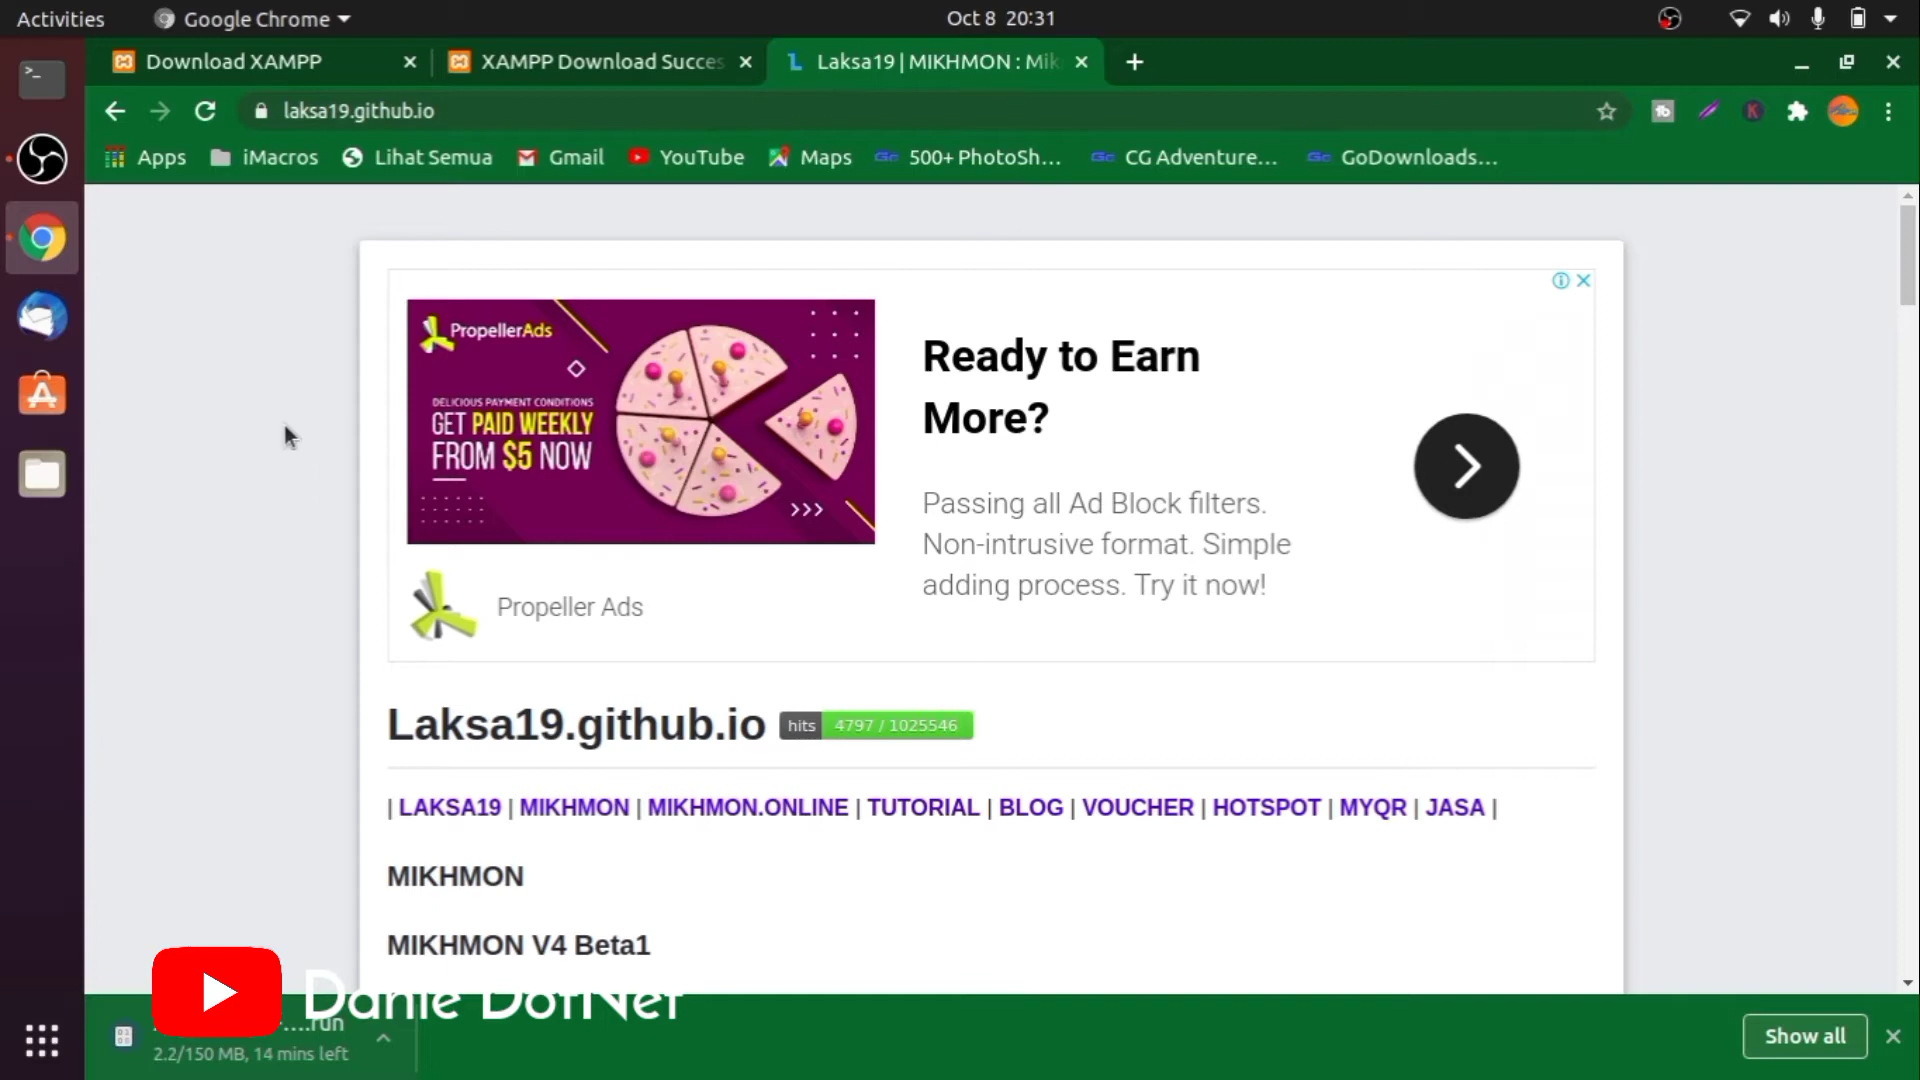 Activities
Google Chrome
Oct 8 20:31
Download XAMPP
XAMPP Download Succes
Laksa19 | MIKHMON : Mik
laksa19.github.io
Apps
iMacros
Lihat Semua
Gmail
YouTube
Maps
500+ PhotoSh...
CG Adventure...
GoDownloads...
PropellerAds
DELICIOUS PAYMENT CONDITIONS
GET PAID WEEKLY
FROM $5 NOW
Propeller Ads
Ready to Earn
More?
Passing all Ad Block filters.
Non-intrusive format. Simple
adding process. Try it now!
Laksa19.github.io
hits 4797 / 1025546
| LAKSA19 | MIKHMON | MIKHMON.ONLINE | TUTORIAL | BLOG | VOUCHER | HOTSPOT | MYQR | JASA |
MIKHMON
MIKHMON V4 Beta1
Danie DotNet
....run
2.2/150 MB, 14 mins left
Show all